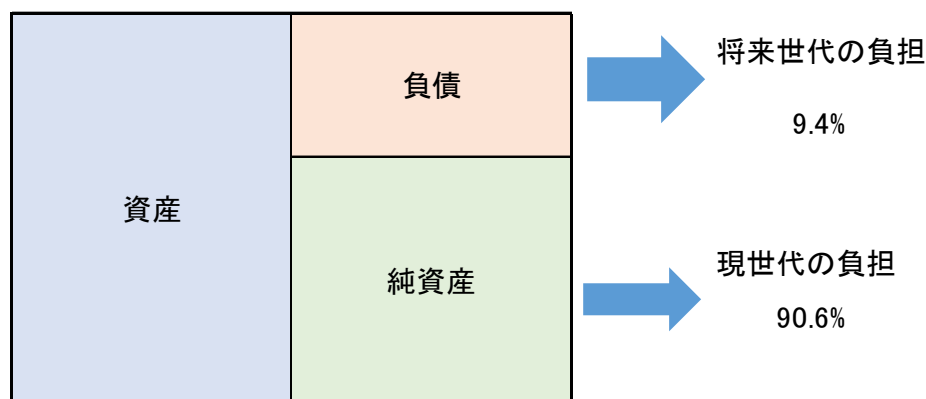 資産
負債
純資産
将来世代の負担
9.4%
現世代の負担
90.6%